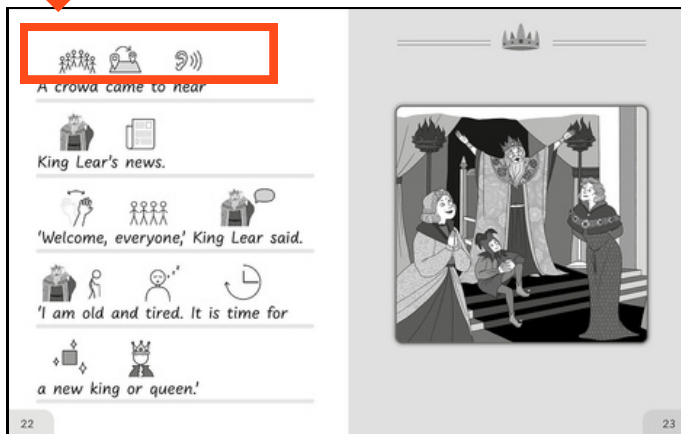 A crowd came to hear
King Lear's news.
'Welcome, everyone,' King Lear said.
'I am old and tired. It is time for
a new king or queen.'
22
23